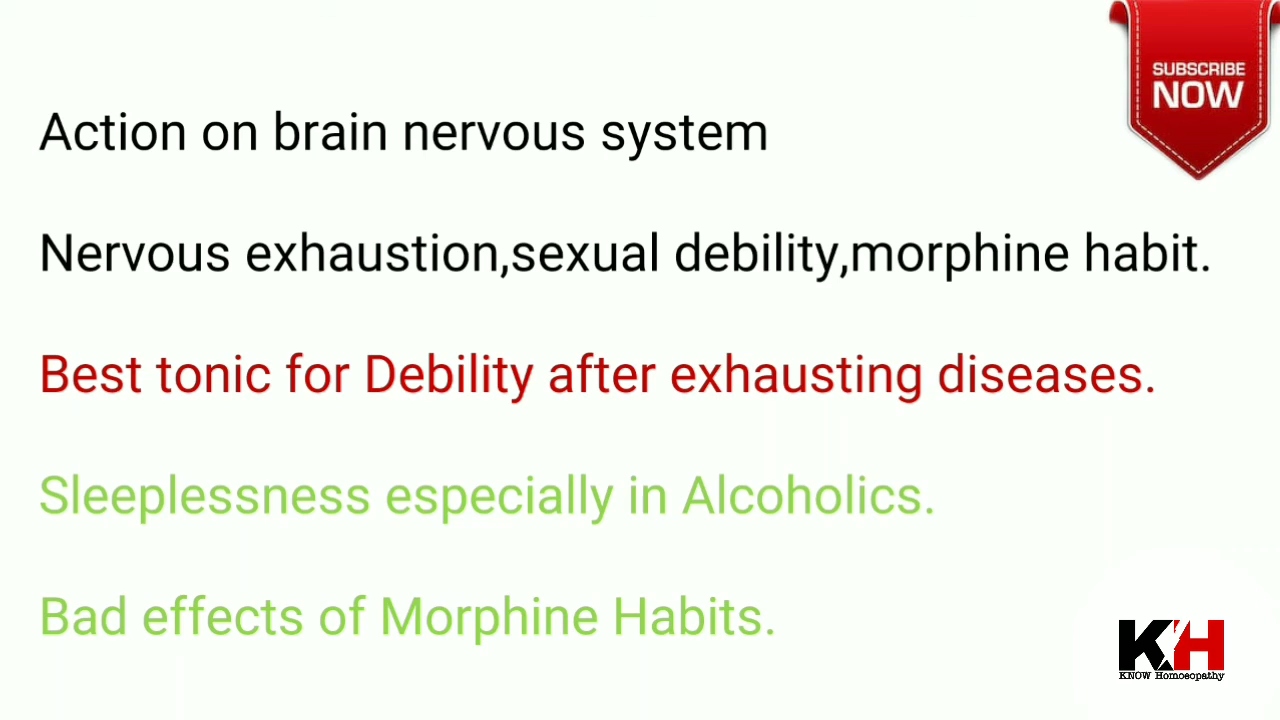 SUBSCRIBE
NOW
Action on brain nervous system
Nervous exhaustion,sexual debility,morphine habit.
Best tonic for Debility after exhausting diseases.
Sleeplessness especially in Alcoholics.
Bad effects of Morphine Habits.
KH
KNOW Homoeopathy